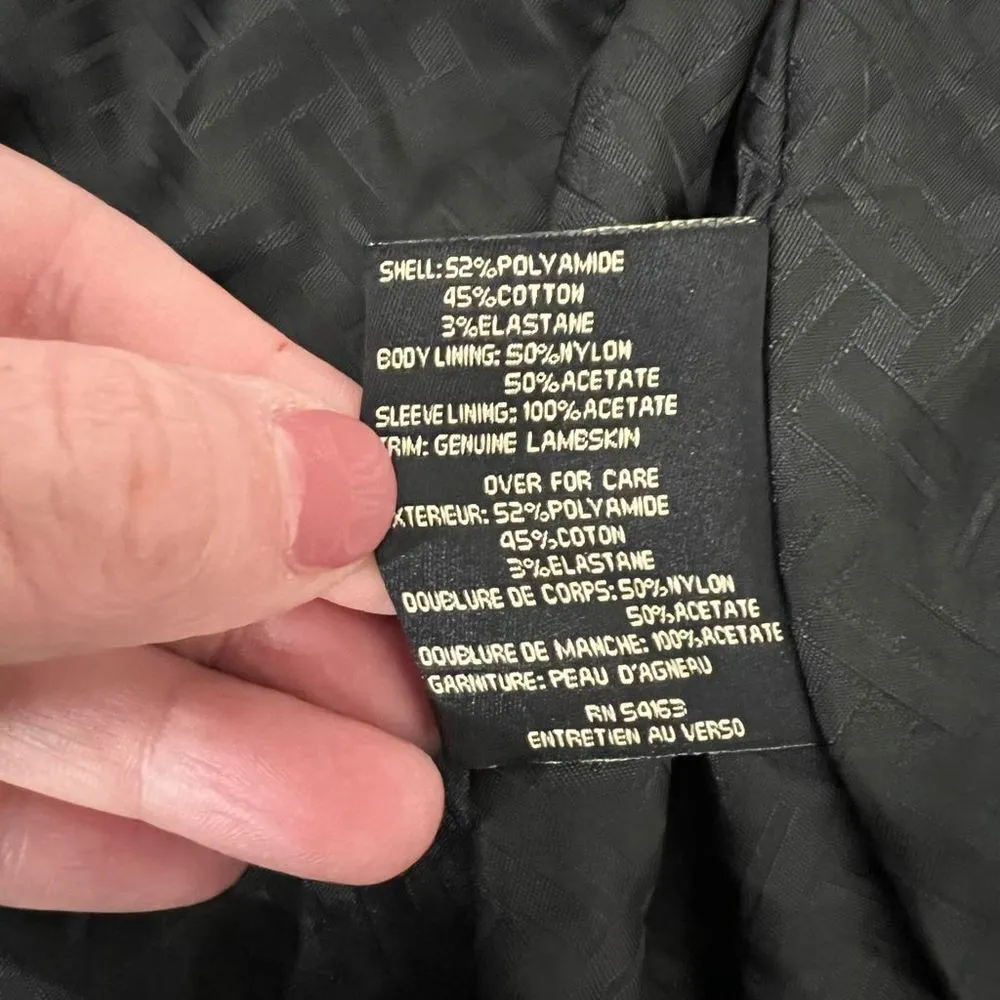 SHELL: 52%POLYAMIDE
45%COTTON
3%ELASTANE
BODY LINING: 50%NYLON
50%ACETATE
SLEEVE LINING: 100%ACETATE
TRIM: GENUINE LAMBSKIN
OVER FOR CARE
EXTERIEUR: 52%POLYAMIDE
45%COTON
3%ELASTANE
DOUBLURE DE CORPS: 50%NYLON
50%ACETATE
DOUBLURE DE MANCHE: 100%ACETATE
GARNITURE: PEAU D'AGNEAU
RN 54163
ENTRETIEN AU VERSO